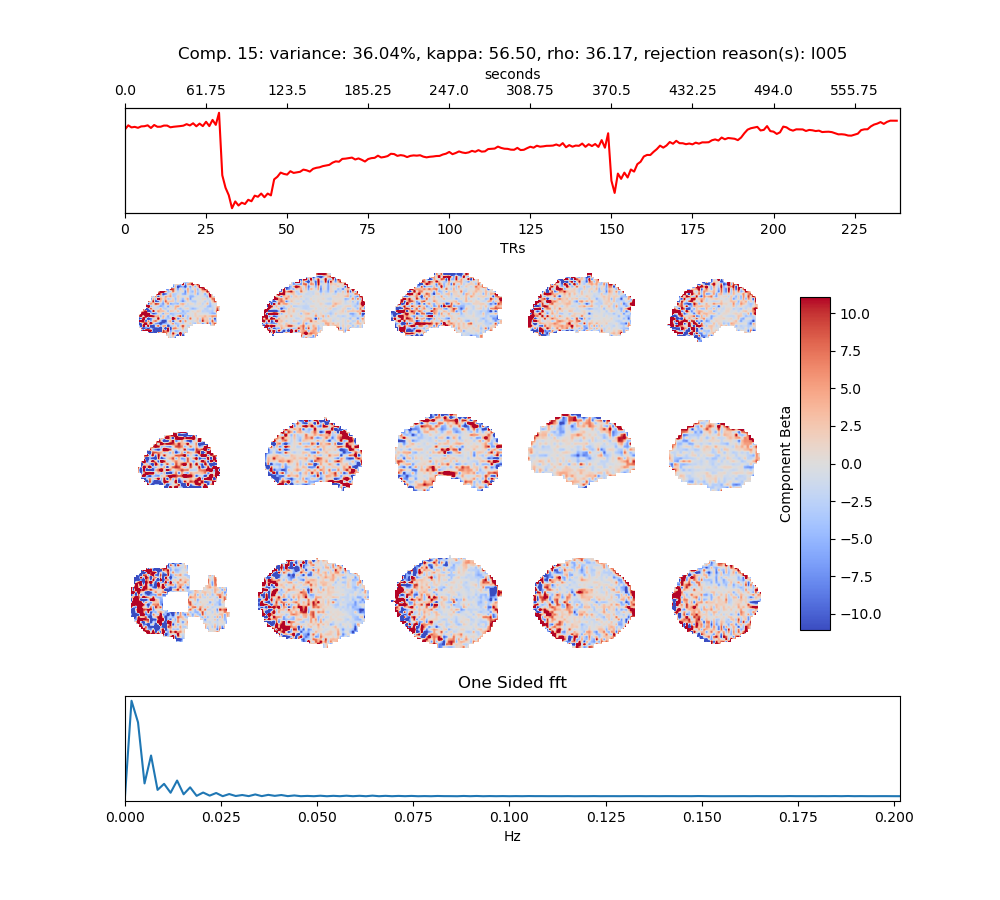 Comp. 15: variance: 36.04%, kappa: 56.50, rho: 36.17, rejection reason(s): I005
seconds
0.0 61.75 123.5 185.25 247.0 308.75 370.5 432.25 494.0 555.75
0 25 50 75 100 125 150 175 200 225
TRs
10.0
7.5
5.0
2.5
0.0
−2.5
−5.0
−7.5
−10.0
Component Beta
One Sided fft
0.000 0.025 0.050 0.075 0.100 0.125 0.150 0.175 0.200
Hz